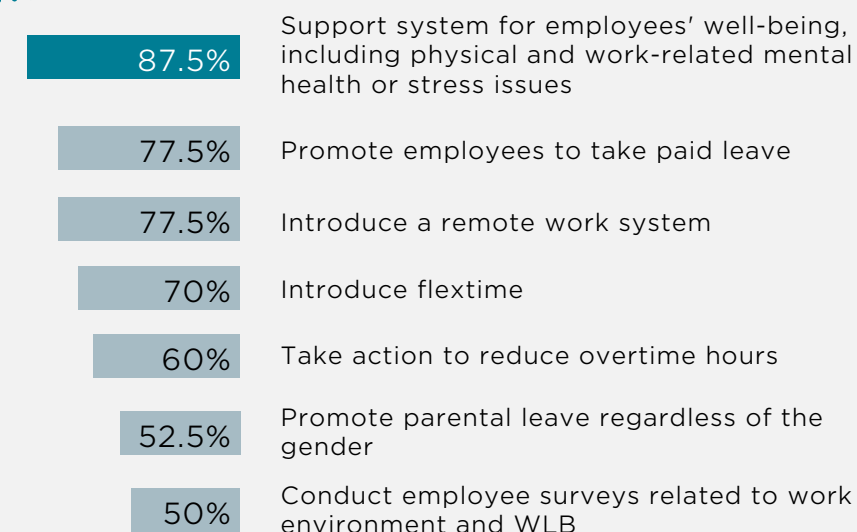 87.5%
Support system for employees' well-being,
including physical and work-related mental
health or stress issues
77.5%
Promote employees to take paid leave
77.5%
Introduce a remote work system
70%
Introduce flextime
60%
Take action to reduce overtime hours
52.5%
Promote parental leave regardless of the
gender
50%
Conduct employee surveys related to work
environment and WLB